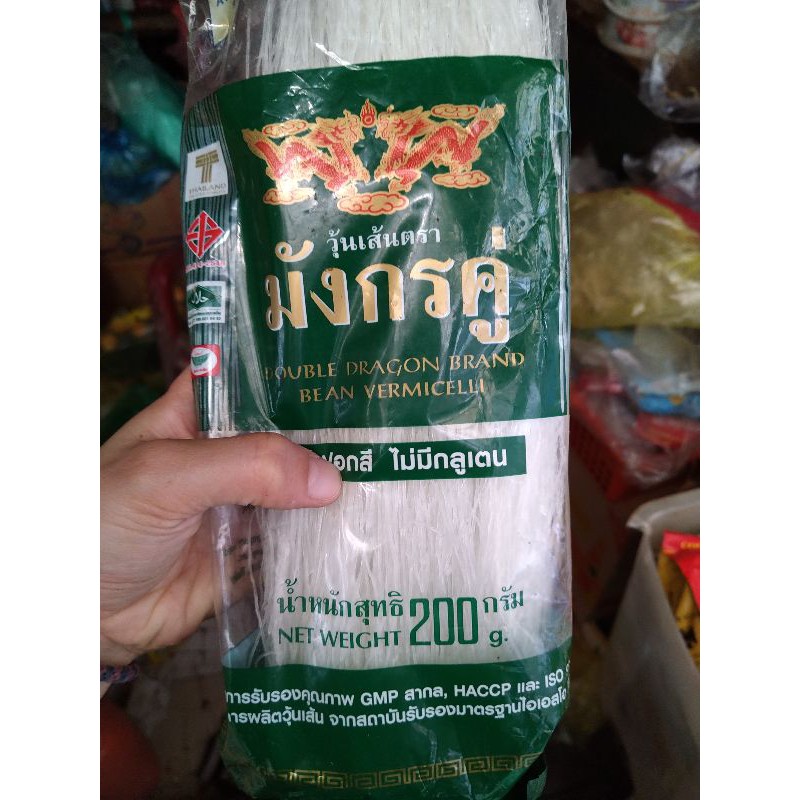 THAILAND
วุ้นเส้นตรา
มังกรคู่
DOUBLE DRAGON BRAND
BEAN VERMICELLI
ไม่มีกลูเตน
น้ำหนักสุทธิ 200 กรัม
NET WEIGHT 200 g.
การรับรองคุณภาพ GMP สากล, HACCP และ ISO
การผลิตวุ้นเส้น จากสถาบันรับรองมาตรฐานไอเอสโอ